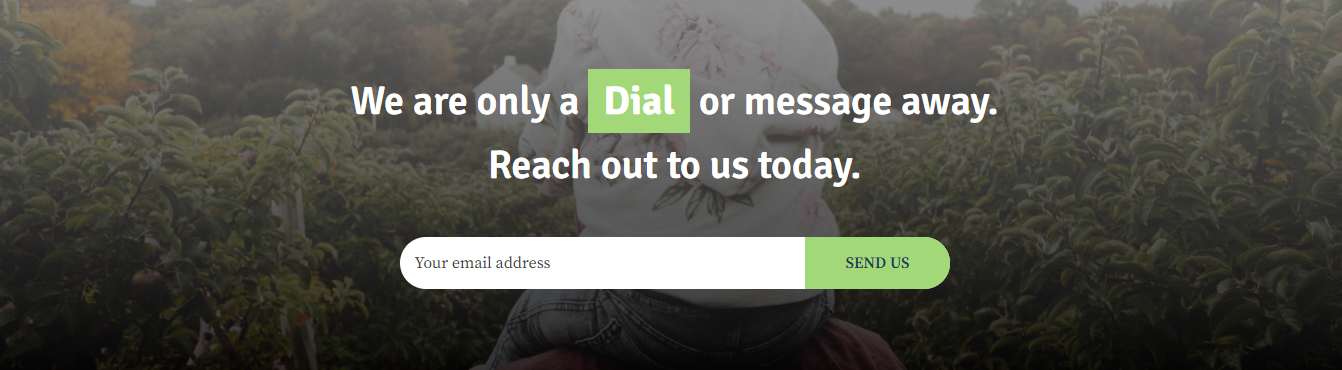 We are only a Dial or message away.
Reach out to us today.
Your email address SEND US